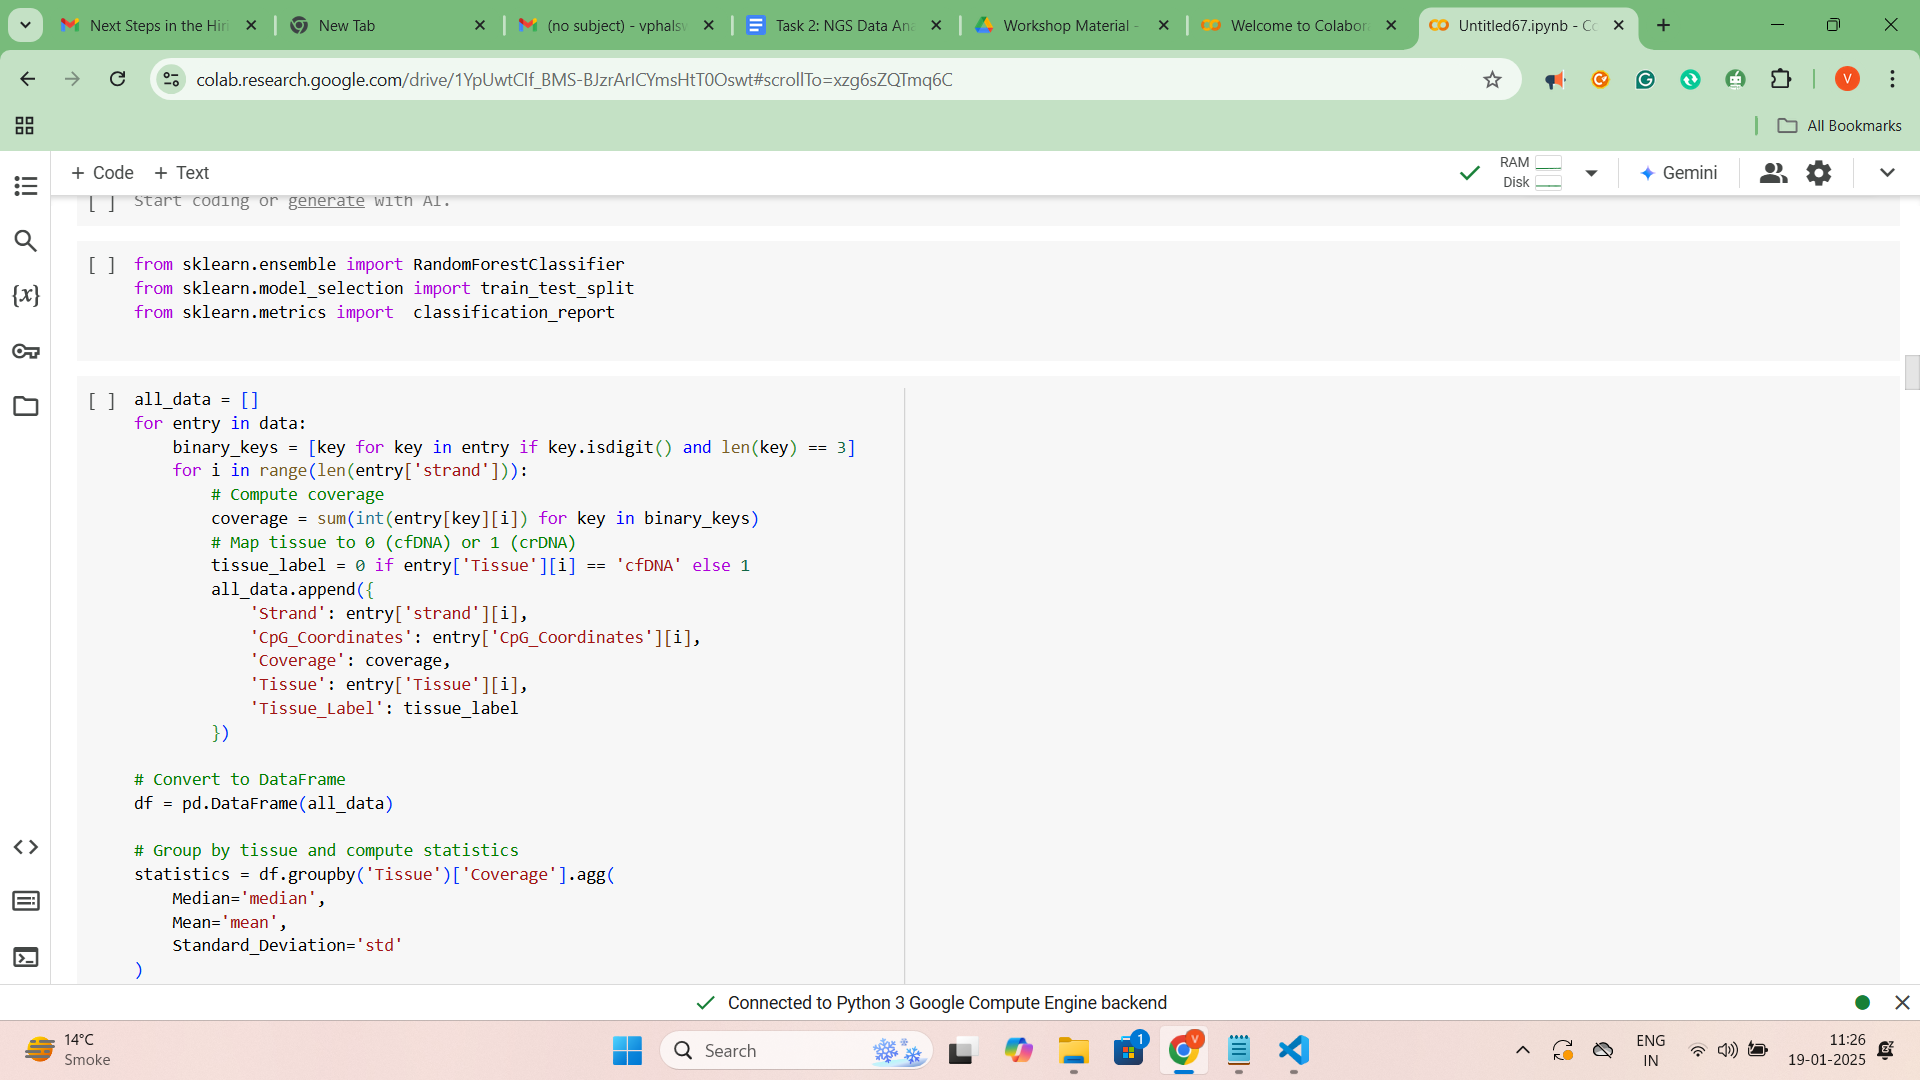 Next Steps in the Hiri
New Tab
(no subject) - vphalsw
Task 2: NGS Data Ana
Workshop Material -
Welcome to Colabor
Untitled67.ipynb - Co
colab.research.google.com/drive/1YpUwtCIf_BMS-BJzrArICYmsHtT0Oswt#scrollTo=xzg6sZQTmq6C
V
All Bookmarks
+ Code + Text
RAM
Disk
Gemini
[ ] Start coding or generate with AI.
[ ] from sklearn.ensemble import RandomForestClassifier
from sklearn.model_selection import train_test_split
from sklearn.metrics import  classification_report
[ ] all_data = []
for entry in data:
    binary_keys = [key for key in entry if key.isdigit() and len(key) == 3]
    for i in range(len(entry['strand'])):
        # Compute coverage
        coverage = sum(int(entry[key][i]) for key in binary_keys)
        # Map tissue to 0 (cfDNA) or 1 (crDNA)
        tissue_label = 0 if entry['Tissue'][i] == 'cfDNA' else 1
        all_data.append({
            'Strand': entry['strand'][i],
            'CpG_Coordinates': entry['CpG_Coordinates'][i],
            'Coverage': coverage,
            'Tissue': entry['Tissue'][i],
            'Tissue_Label': tissue_label
        })
# Convert to DataFrame
df = pd.DataFrame(all_data)
# Group by tissue and compute statistics
statistics = df.groupby('Tissue')['Coverage'].agg(
    Median='median',
    Mean='mean',
    Standard_Deviation='std'
)
Connected to Python 3 Google Compute Engine backend
14°C
Smoke
Search
1
V
ENG
IN
11:26
19-01-2025